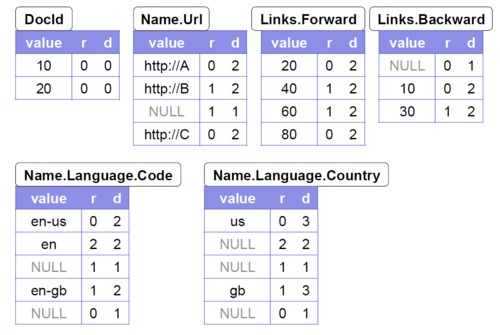 DocId
value r d
10 0 0
20 0 0
Name.Url
value r d
http://A 0 2
http://B 1 2
NULL 1 1
http://C 0 2
Links.Forward
value r d
20 0 2
40 1 2
60 1 2
80 0 2
Links.Backward
value r d
NULL 0 1
10 0 2
30 1 2
Name.Language.Code
value r d
en-us 0 2
en 2 2
NULL 1 1
en-gb 1 2
NULL 0 1
Name.Language.Country
value r d
us 0 3
NULL 2 2
NULL 1 1
gb 1 3
NULL 0 1